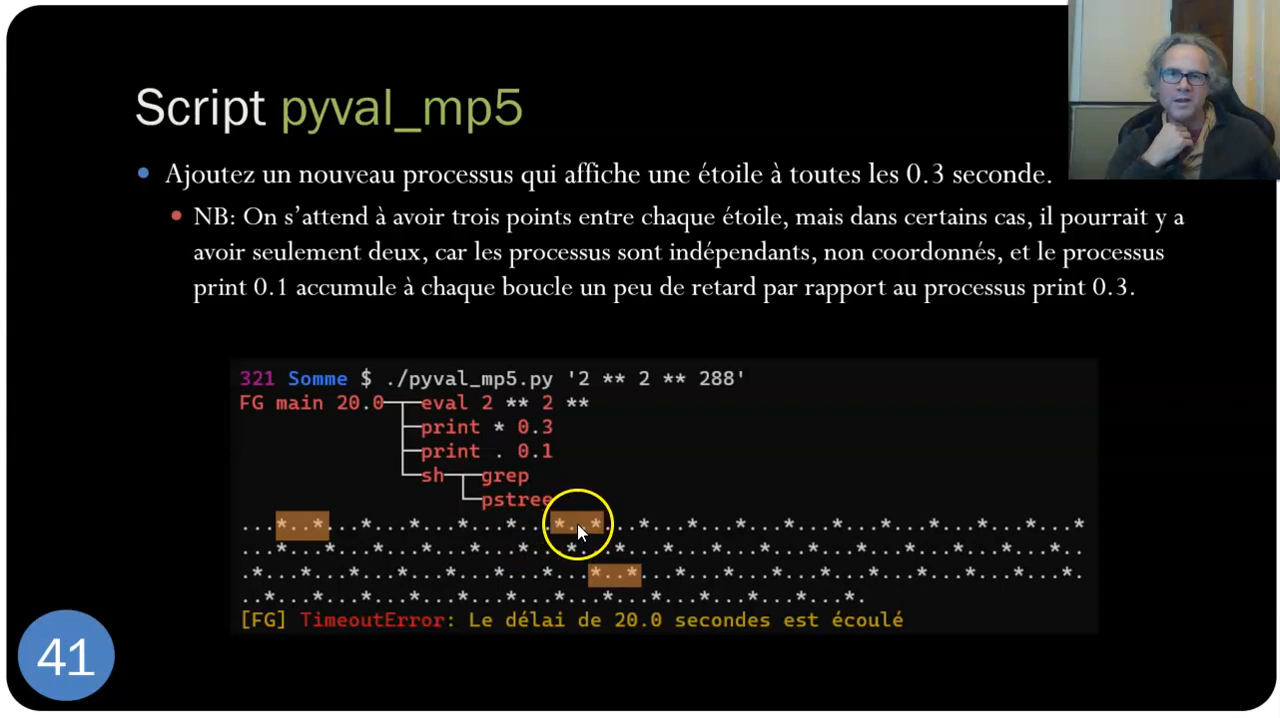 Script pyval_mp5
Ajoutez un nouveau processus qui affiche une étoile à toutes les 0.3 seconde.
NB: On s'attend à avoir trois points entre chaque étoile, mais dans certains cas, il pourrait y a
avoir seulement deux, car les processus sont indépendants, non coordonnés, et le processus
print 0.1 accumule à chaque boucle un peu de retard par rapport au processus print 0.3.
321 Somme $ ./pyval_mp5.py '2 ** 2 ** 288'
FG main 20.0─┬─eval 2 ** 2 **
├─print * 0.3
├─print . 0.1
└─sh─┬─grep
└─pstree
...*..*...*...*...*...*...*..*...*...*...*...*...*...*...*...*...*...*
...*...*...*...*...*...*...*...*...*...*...*...*...*...*...*...*...*..
.*...*...*...*...*...*...*...*..*...*...*...*...*...*...*...*...*...*.
..*...*...*...*...*...*...*...*...*...*...*...*...*.
[FG] TimeoutError: Le délai de 20.0 secondes est écoulé
41